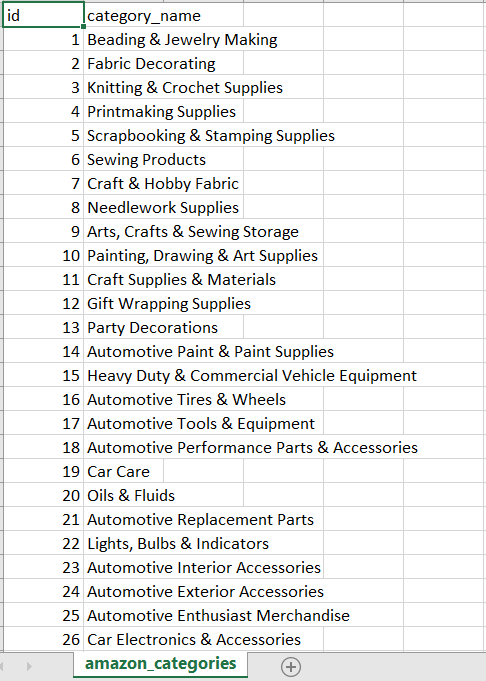 id category_name
1 Beading & Jewelry Making
2 Fabric Decorating
3 Knitting & Crochet Supplies
4 Printmaking Supplies
5 Scrapbooking & Stamping Supplies
6 Sewing Products
7 Craft & Hobby Fabric
8 Needlework Supplies
9 Arts, Crafts & Sewing Storage
10 Painting, Drawing & Art Supplies
11 Craft Supplies & Materials
12 Gift Wrapping Supplies
13 Party Decorations
14 Automotive Paint & Paint Supplies
15 Heavy Duty & Commercial Vehicle Equipment
16 Automotive Tires & Wheels
17 Automotive Tools & Equipment
18 Automotive Performance Parts & Accessories
19 Car Care
20 Oils & Fluids
21 Automotive Replacement Parts
22 Lights, Bulbs & Indicators
23 Automotive Interior Accessories
24 Automotive Exterior Accessories
25 Automotive Enthusiast Merchandise
26 Car Electronics & Accessories
amazon_categories